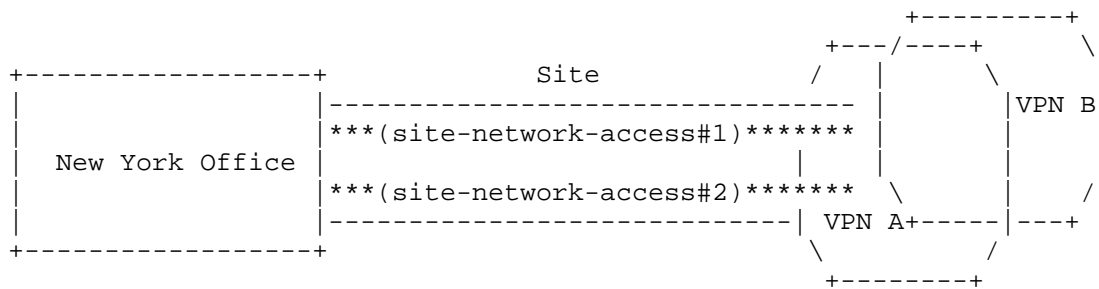 Site
VPN B
***(site-network-access#1)*******
New York Office
***(site-network-access#2)*******
VPN A